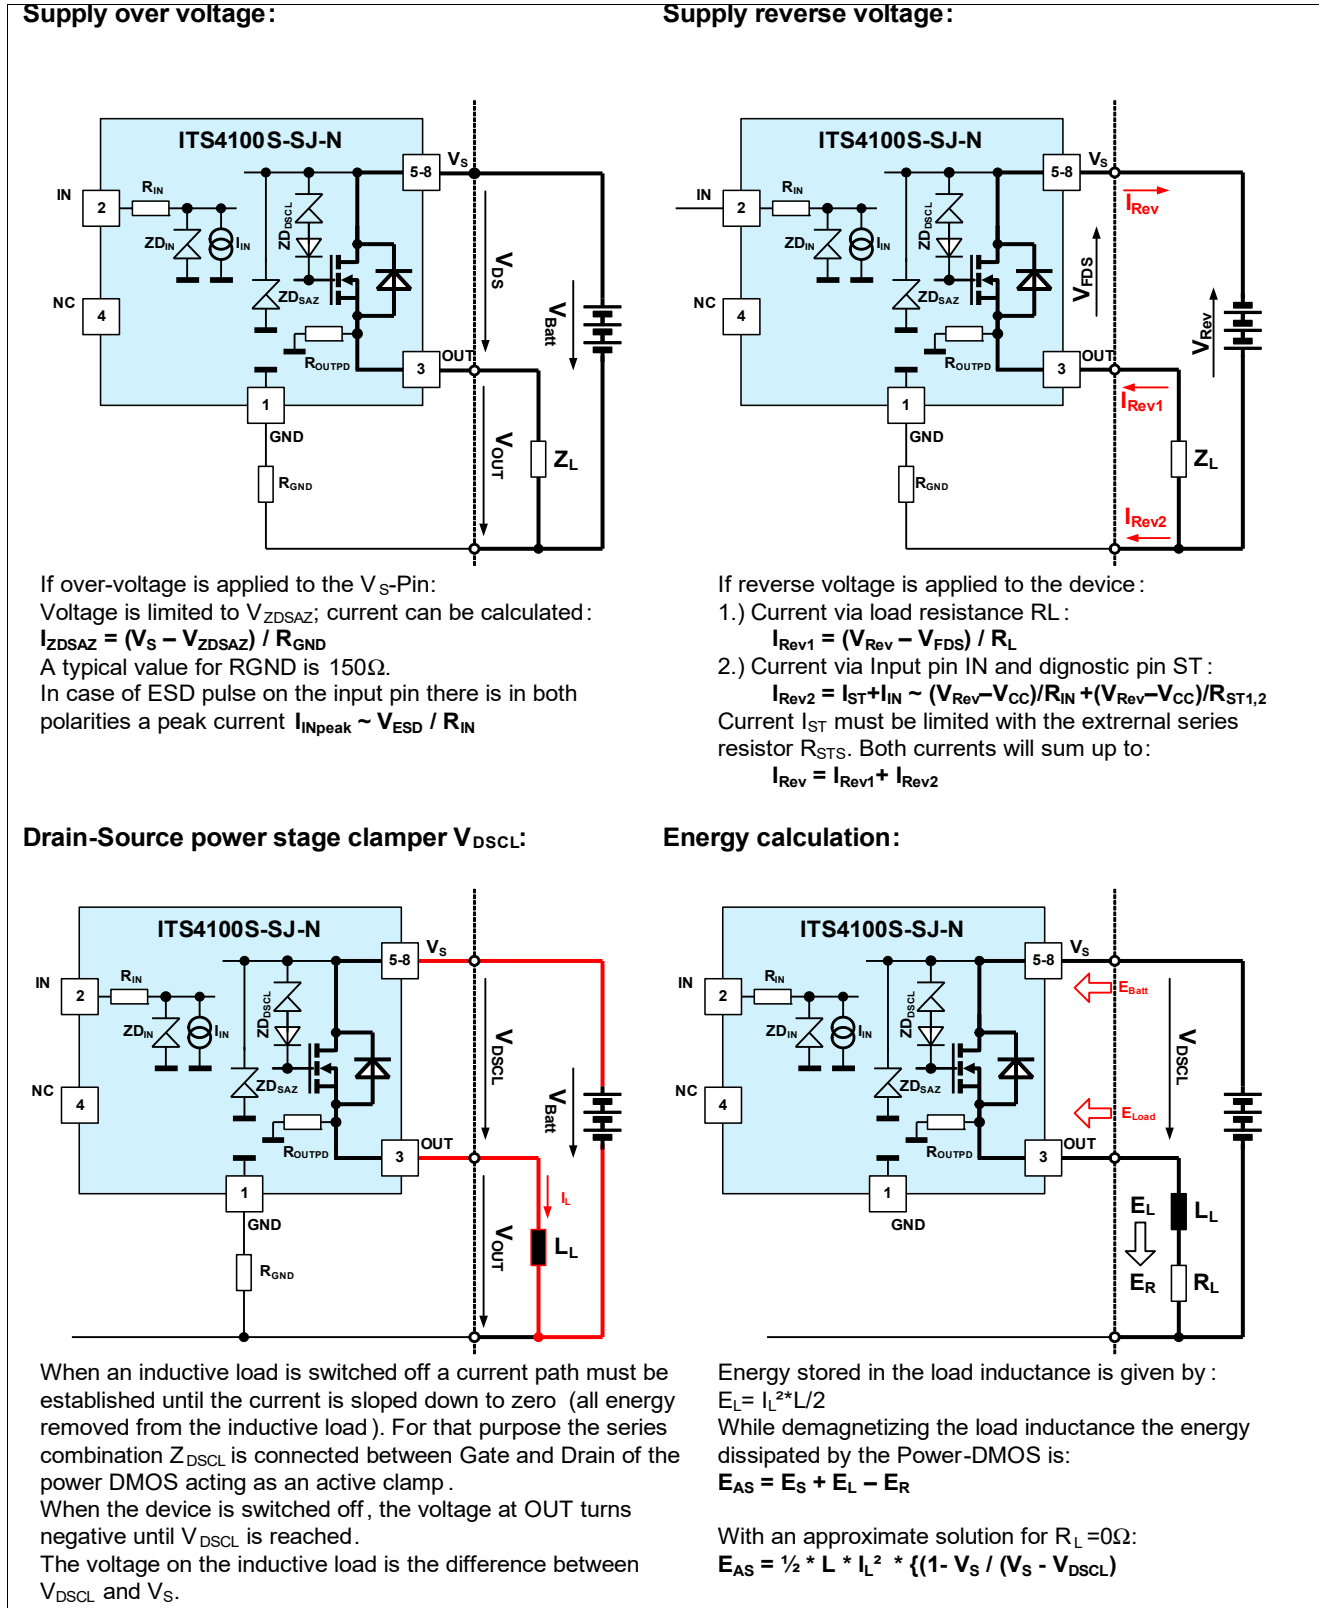 Supply over voltage:
ITS4100S-SJ-N
VS
5-8
IN
2
RIN
ZDIN
IIN
ZDDSCL
NC
4
ZDSAZ
VDS
VBatt
ROUTPD
OUT
3
1
GND
VOUT
ZL
RGND
If over-voltage is applied to the VS-Pin:
Voltage is limited to VZDSAZ; current can be calculated:
IZDSAZ = (VS – VZDSAZ) / RGND
A typical value for RGND is 150Ω.
In case of ESD pulse on the input pin there is in both
polarities a peak current IINpeak ~ VESD / RIN
Supply reverse voltage:
ITS4100S-SJ-N
VS
5-8
IRev
IN
2
RIN
ZDIN
IIN
ZDDSCL
NC
4
ZDSAZ
VFDS
VRev
ROUTPD
OUT
3
IRev1
1
GND
ZL
RGND
IRev2
If reverse voltage is applied to the device:
1.) Current via load resistance RL:
IRev1 = (VRev – VFDS) / RL
2.) Current via Input pin IN and dignostic pin ST:
IRev2 = IST+IIN ~ (VRev–VCC)/RIN +(VRev–VCC)/RST1,2
Current IST must be limited with the extrernal series
resistor RSTS. Both currents will sum up to:
IRev = IRev1+ IRev2
Drain-Source power stage clamper VDSCL:
ITS4100S-SJ-N
VS
5-8
IN
2
RIN
ZDIN
IIN
ZDDSCL
NC
4
ZDSAZ
VDSCL
VBatt
ROUTPD
OUT
3
1
GND
IL
VOUT
LL
RGND
When an inductive load is switched off a current path must be
established until the current is sloped down to zero (all energy
removed from the inductive load). For that purpose the series
combination ZDSCL is connected between Gate and Drain of the
power DMOS acting as an active clamp.
When the device is switched off, the voltage at OUT turns
negative until VDSCL is reached.
The voltage on the inductive load is the difference between
VDSCL and VS.
Energy calculation:
ITS4100S-SJ-N
VS
5-8
EBatt
IN
2
RIN
ZDIN
IIN
ZDDSCL
NC
4
ZDSAZ
VDSCL
ELoad
ROUTPD
OUT
3
1
GND
EL
LL
ER
RL
Energy stored in the load inductance is given by:
EL= IL²*L/2
While demagnetizing the load inductance the energy
dissipated by the Power-DMOS is:
EAS = ES + EL – ER
With an approximate solution for RL =0Ω:
EAS = ½ * L * IL² * {(1- VS / (VS - VDSCL)